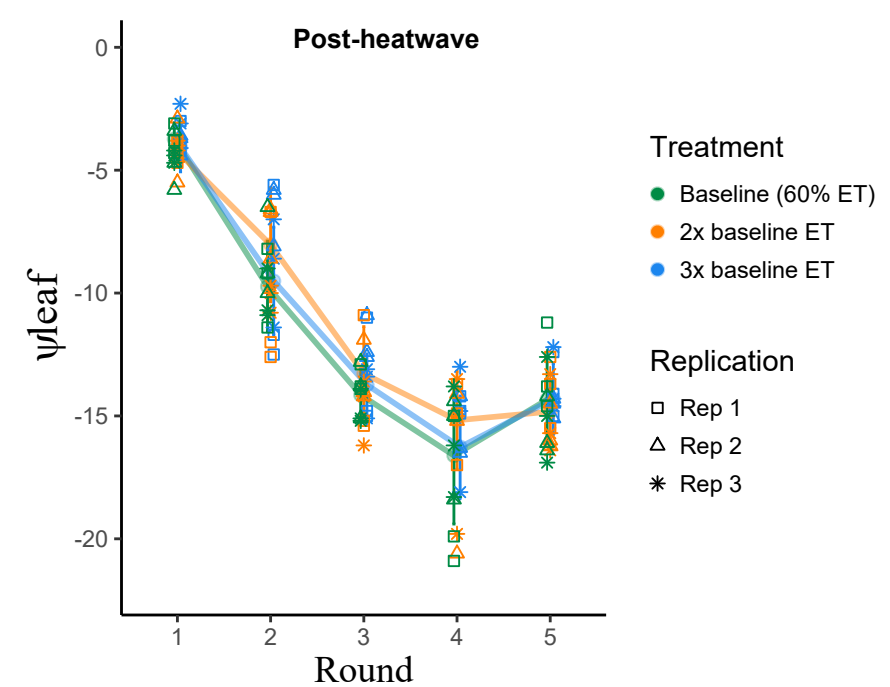 Post-heatwave
0
-5
-10
-15
-20
ψleaf
1 2 3 4 5
Round
Treatment
Baseline (60% ET)
2x baseline ET
3x baseline ET
Replication
Rep 1
Rep 2
Rep 3